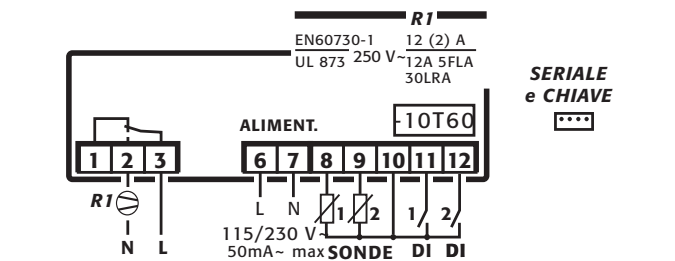 R1
EN60730-1
UL 873
250 V~
12 (2) A
12A 5FLA
30LRA
SERIALE
e CHIAVE
-10T60
ALIMENT.
1 2 3 6 7 8 9 10 11 12
R1
L N 1 2 1 2
115/230 V~
50mA~ max SONDE DI DI
N L